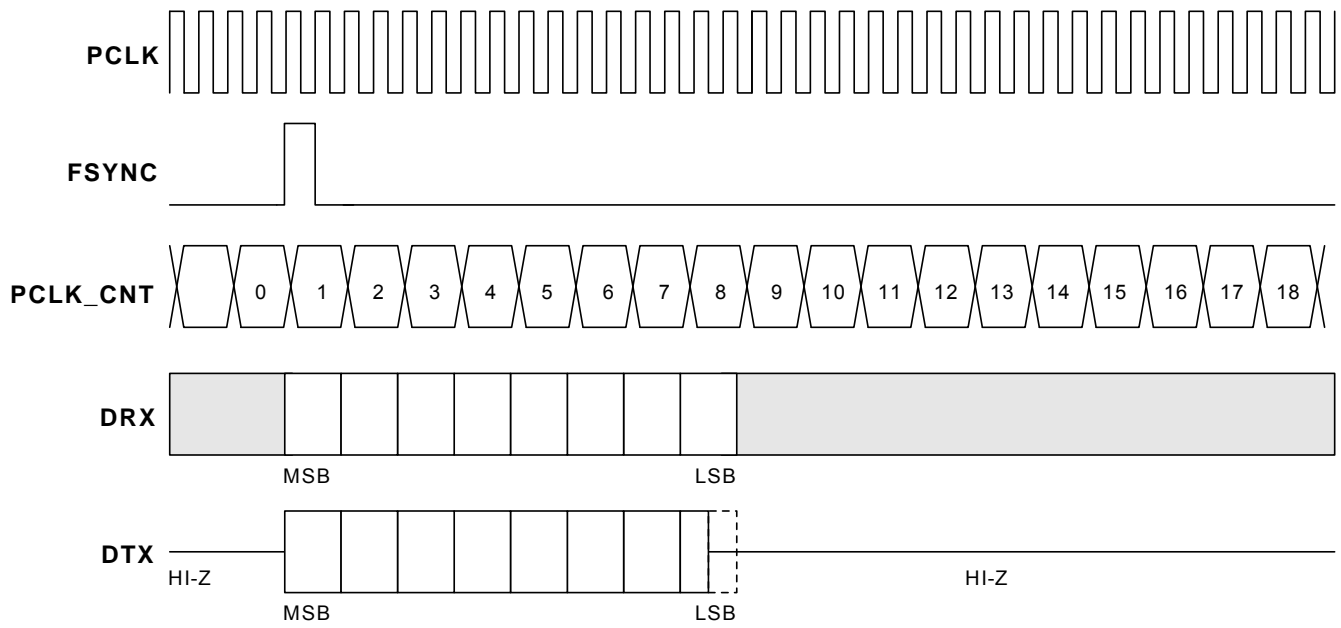 PCLK
FSYNC
PCLK_CNT
0 1 2 3 4 5 6 7 8 9 10 11 12 13 14 15 16 17 18
DRX
MSB LSB
DTX
HI-Z HI-Z
MSB LSB